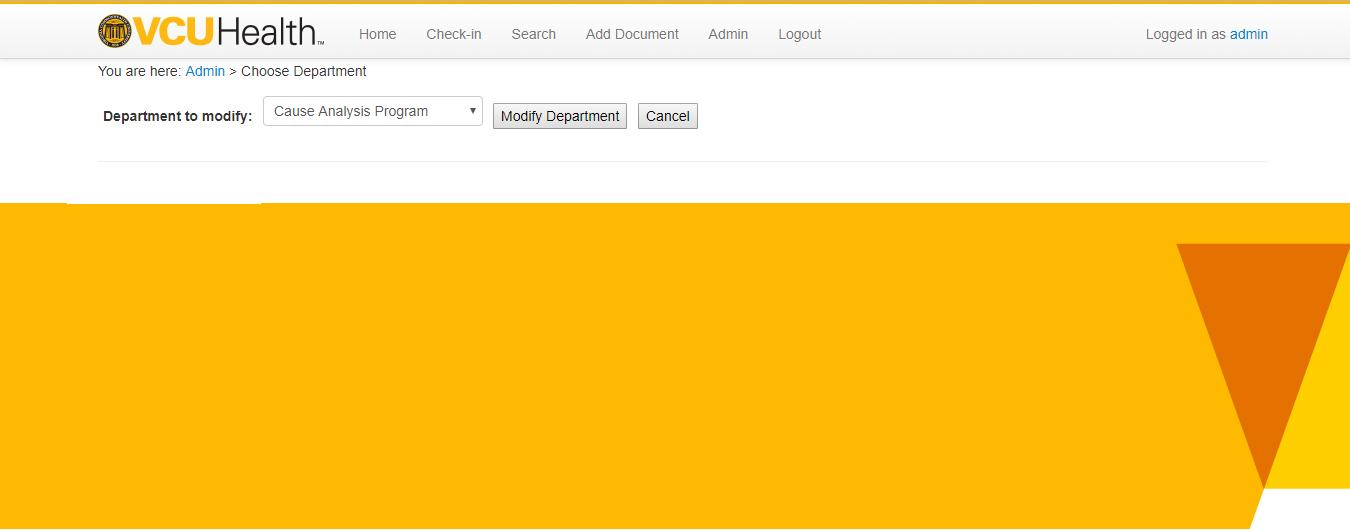 VCUHealth™ Home Check-in Search Add Document Admin Logout Logged in as admin
You are here: Admin > Choose Department
Department to modify: Cause Analysis Program Modify Department Cancel